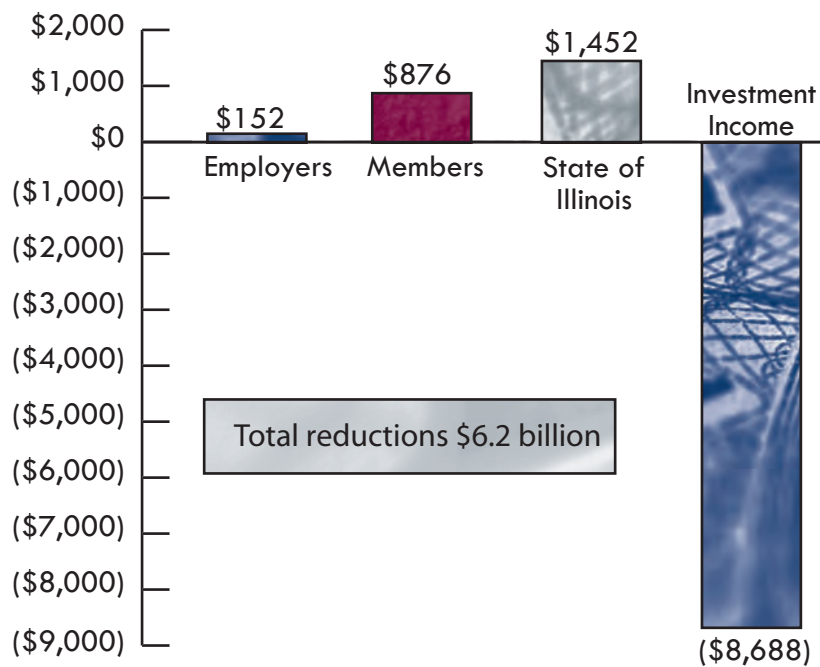 $2,000
$1,000
$0
($1,000)
($2,000)
($3,000)
($4,000)
($5,000)
($6,000)
($7,000)
($8,000)
($9,000)
$152
Employers
$876
Members
$1,452
State of
Illinois
Investment
Income
($8,688)
Total reductions $6.2 billion